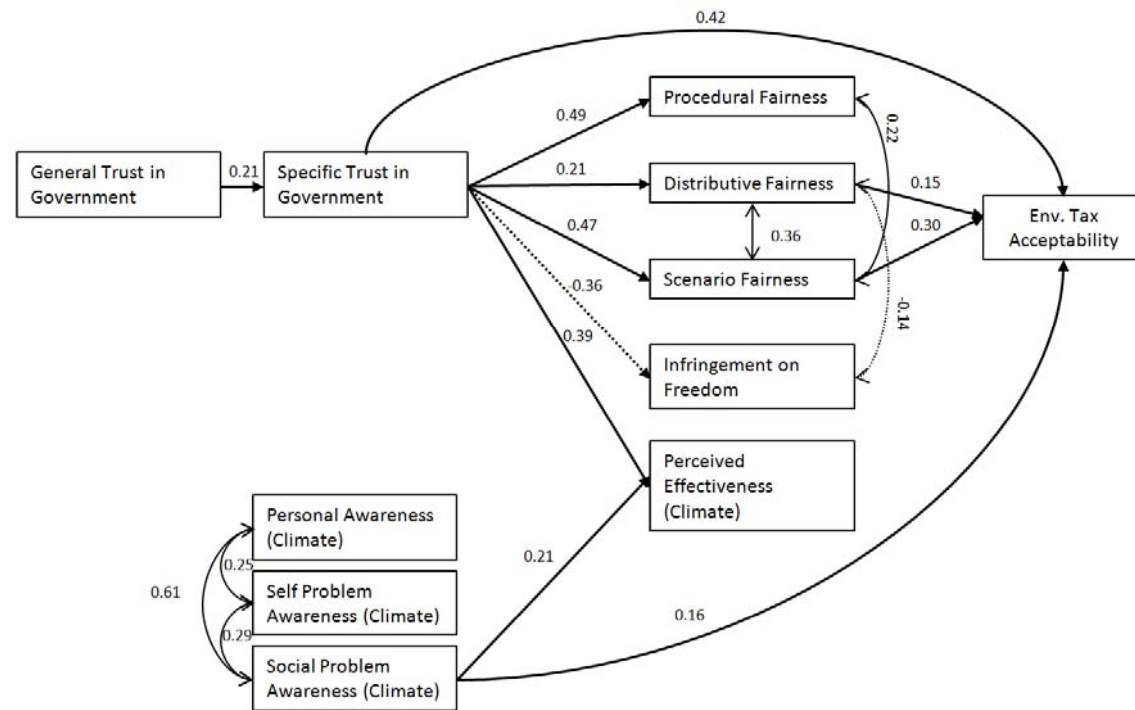 0.42
Procedural Fairness
0.49
0.22
General Trust in
Government
0.21
Specific Trust in
Government
0.21
Distributive Fairness
0.15
Env. Tax
Acceptability
0.47
0.36
0.30
Scenario Fairness
-0.36
-0.14
0.39
Infringement on
Freedom
Perceived
Effectiveness
(Climate)
Personal Awareness
(Climate)
0.25
0.21
0.61
Self Problem
Awareness (Climate)
0.29
0.16
Social Problem
Awareness (Climate)